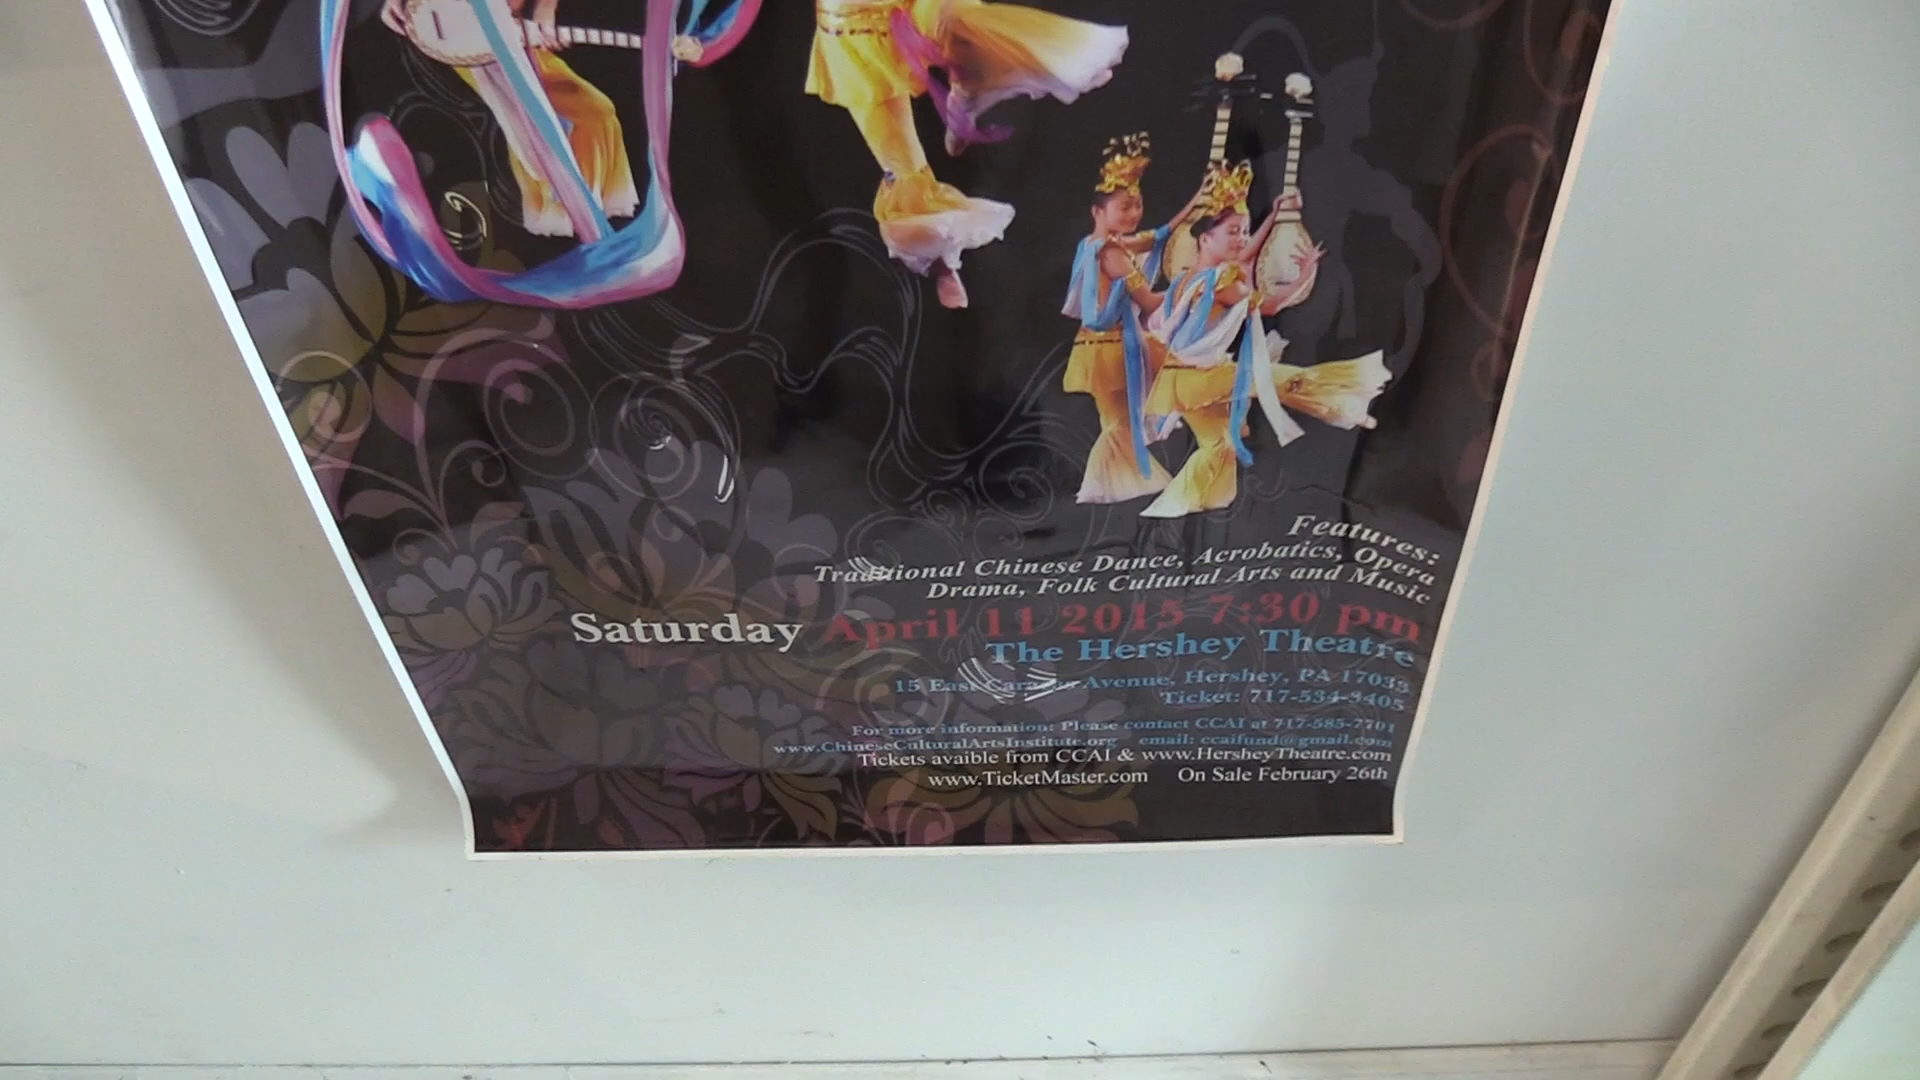 Features:
Traditional Chinese Dance, Acrobatics, Opera
Drama, Folk Cultural Arts and Music
Saturday April 11 2015 7:30 pm
The Hershey Theatre
15 East Caracas Avenue, Hershey, PA 17033
Ticket: 717-534-3405
For more information: Please contact CCAI at 717-585-7701
www.ChineseCulturalArtsInstitute.org email: ccaifund@gmail.com
Tickets avaible from CCAI & www.HersheyTheatre.com
www.TicketMaster.com On Sale February 26th